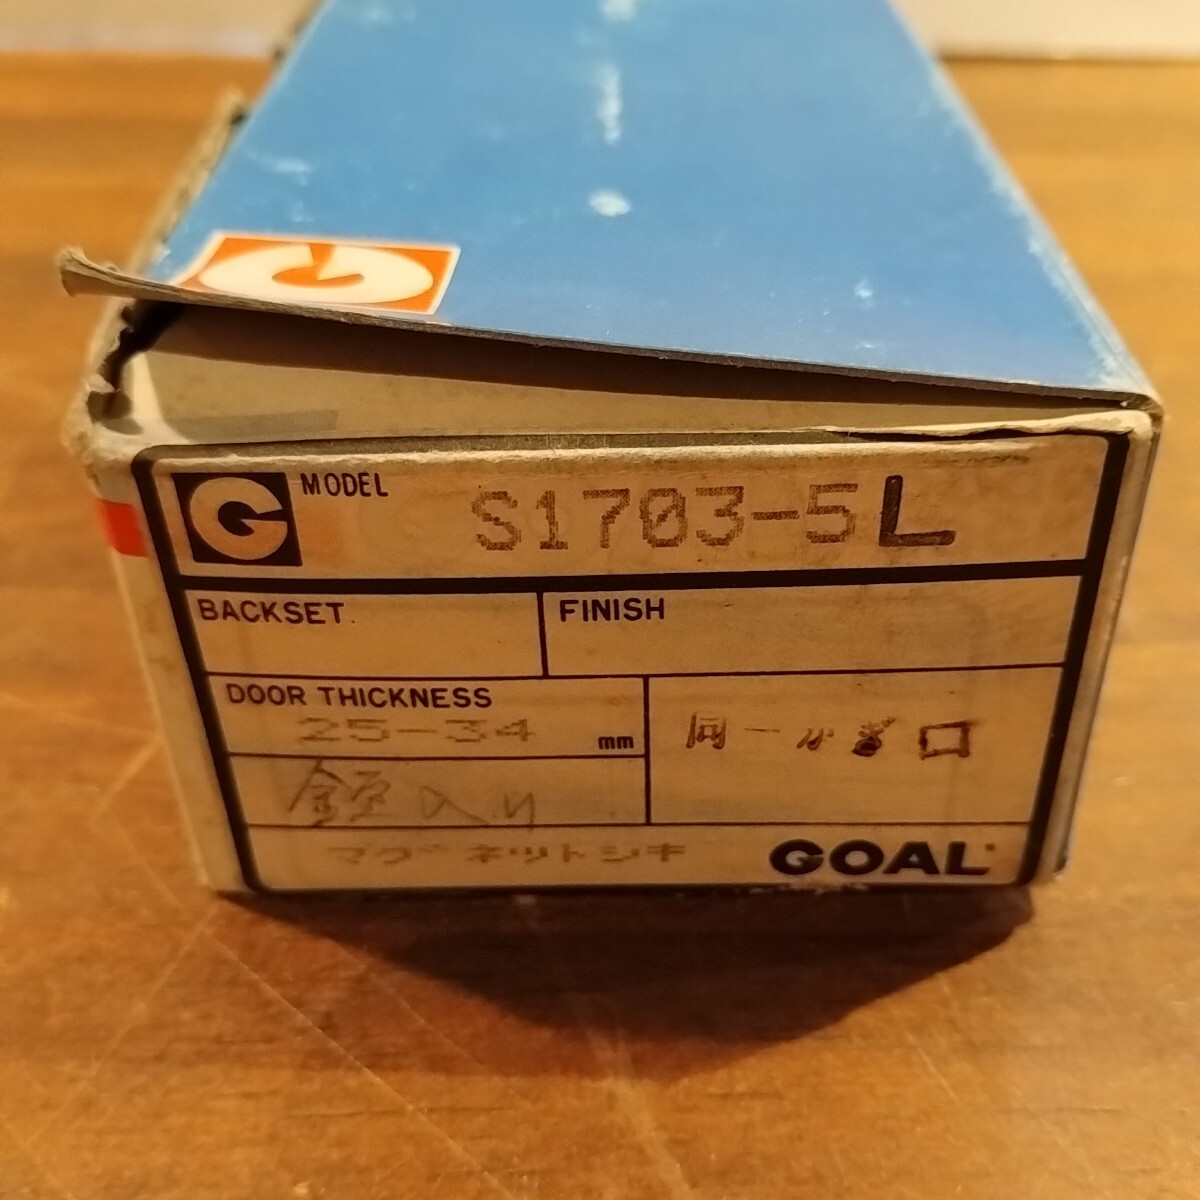 G
G MODEL S1703-5L
BACKSET FINISH
DOOR THICKNESS
25-34 mm
同一かぎ 口
入り
マグネットシキ GOAL